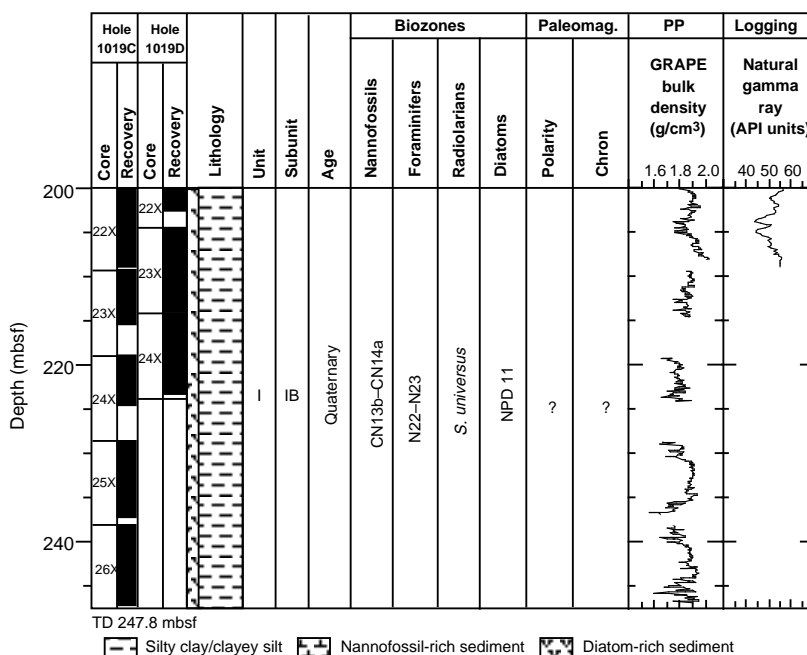 Hole
1019C
Hole
1019D
Biozones
Paleomag.
PP
Logging
Core
Recovery
Core
Recovery
Lithology
Unit
Subunit
Age
Nannofossils
Foraminifers
Radiolarians
Diatoms
Polarity
Chron
GRAPE
bulk
density
(g/cm3)
Natural
gamma
ray
(API units)
1.6 1.8 2.0
40 50 60
Depth (mbsf)
200
220
240
22X
23X
24X
25X
26X
22X
23X
24X
I
IB
Quaternary
CN13b–CN14a
N22–N23
S. universus
NPD 11
?
?
TD 247.8 mbsf
Silty clay/clayey silt
Nannofossil-rich sediment
Diatom-rich sediment